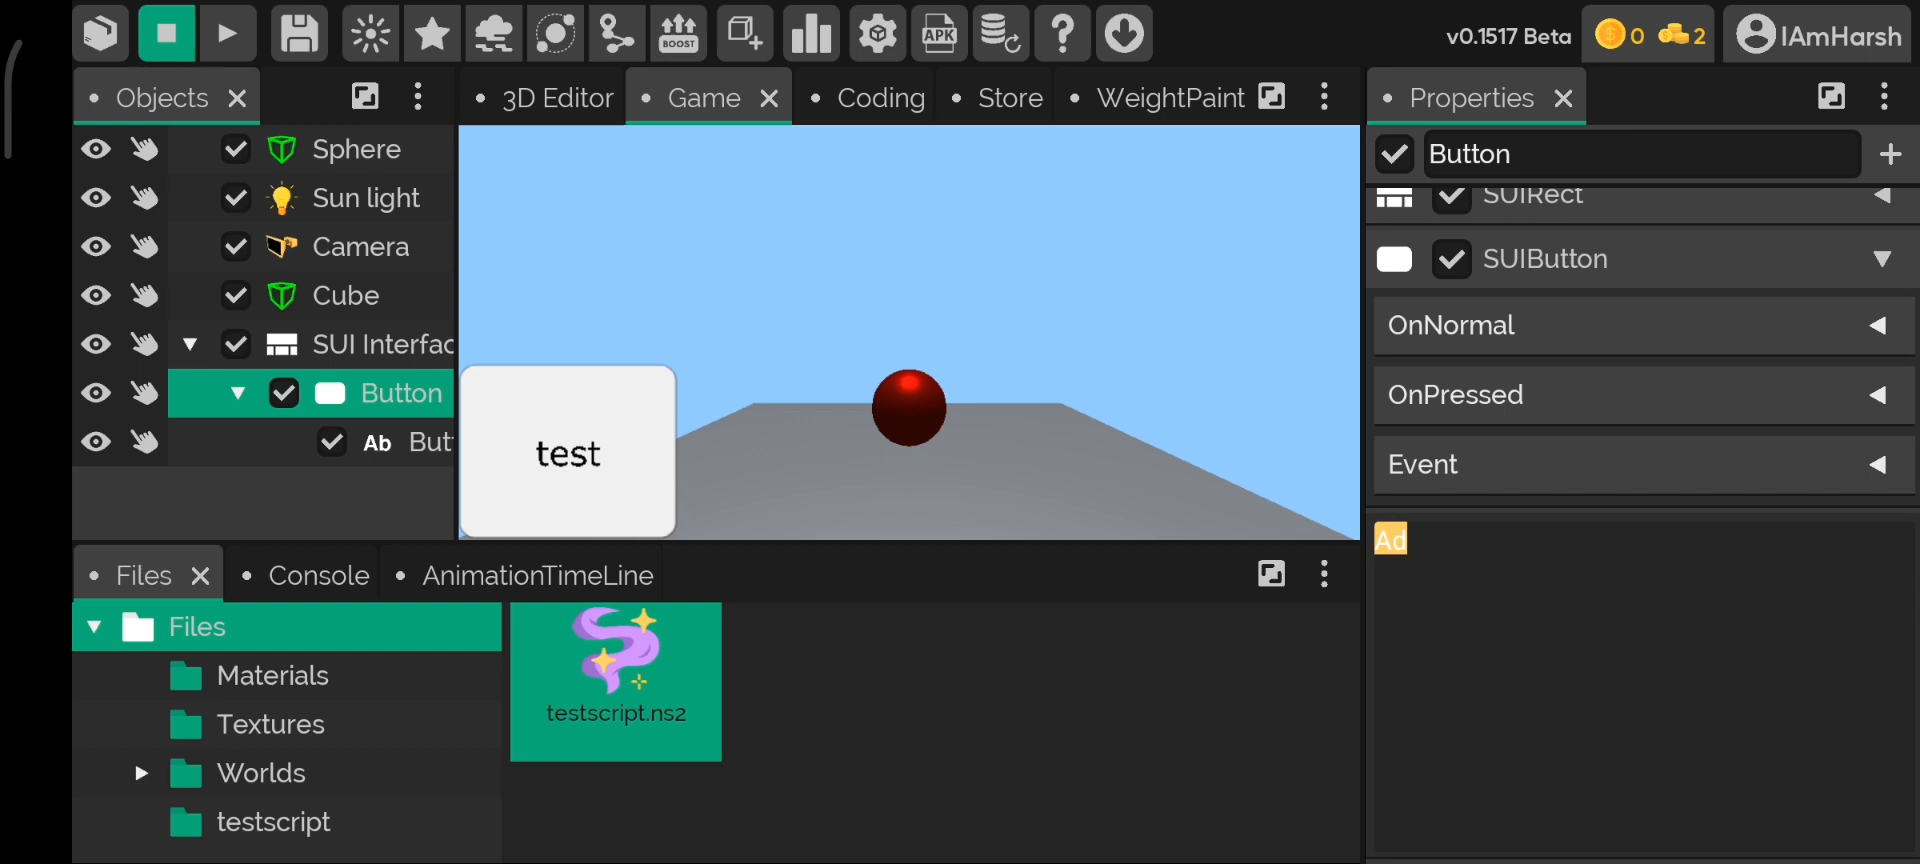 BOOST
APK
?
v0.1517 Beta
0
2
IAmHarsh
Objects
3D Editor
Game
Coding
Store
WeightPaint
Properties
Sphere
Sun light
Camera
Cube
SUI Interfac
Button
Ab But
test
Button
SUIRect
SUIButton
OnNormal
OnPressed
Event
Ad
Files
Console
AnimationTimeLine
Files
Materials
Textures
Worlds
testscript
testscript.ns2